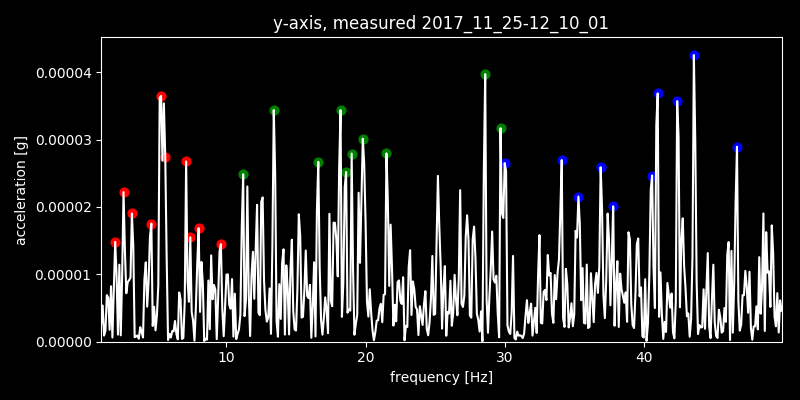 y-axis, measured 2017_11_25-12_10_01
0.00004
0.00003
0.00002
0.00001
0.00000
acceleration [g]
10 20 30 40
frequency [Hz]